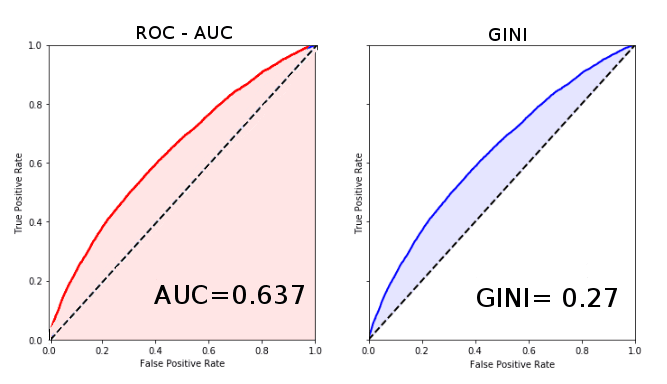 ROC - AUC
1.0
0.8
0.6
0.4
0.2
0.0
True Positive Rate
AUC=0.637
0.0 0.2 0.4 0.6 0.8 1.0
False Positive Rate
GINI
True Positive Rate
GINI= 0.27
0.0 0.2 0.4 0.6 0.8 1.0
False Positive Rate